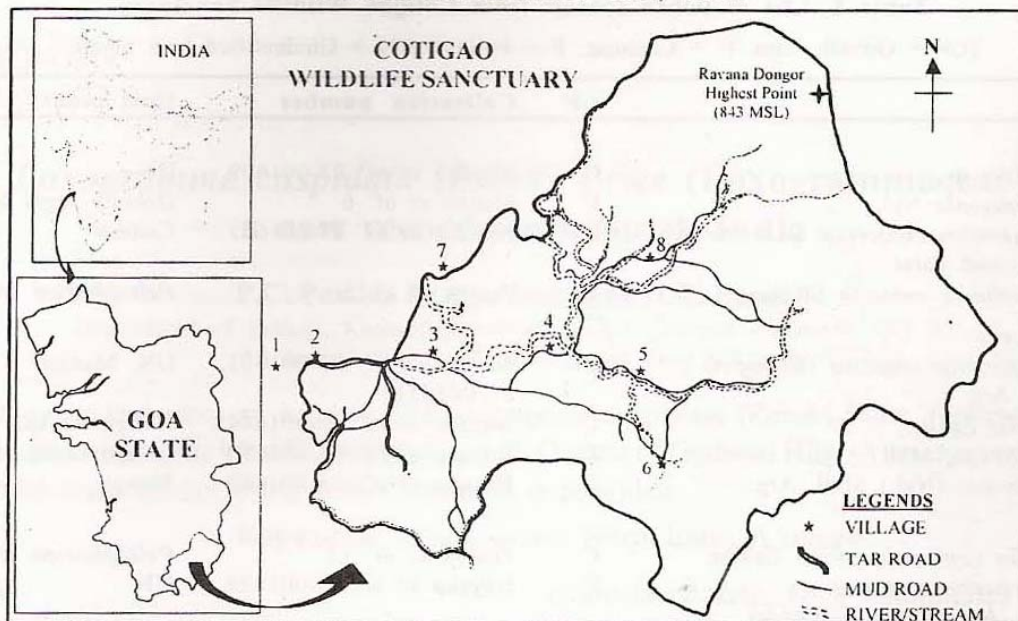 INDIA
COTIGAO
WILDLIFE SANCTUARY
Ravana Dongor
Highest Point
(843 MSL)
N
GOA
STATE
1
2
3
4
5
6
7
8
LEGENDS
VILLAGE
TAR ROAD
MUD ROAD
RIVER/STREAM